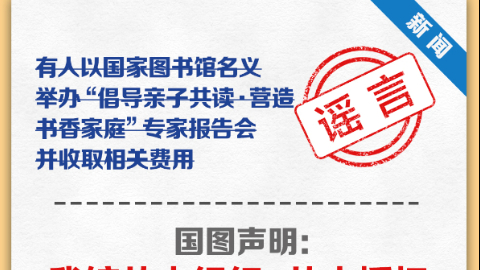 新闻
有人以国家图书馆名义
举办“倡导亲子共读·营造
书香家庭”专家报告会
并收取相关费用
谣言
国图声明：